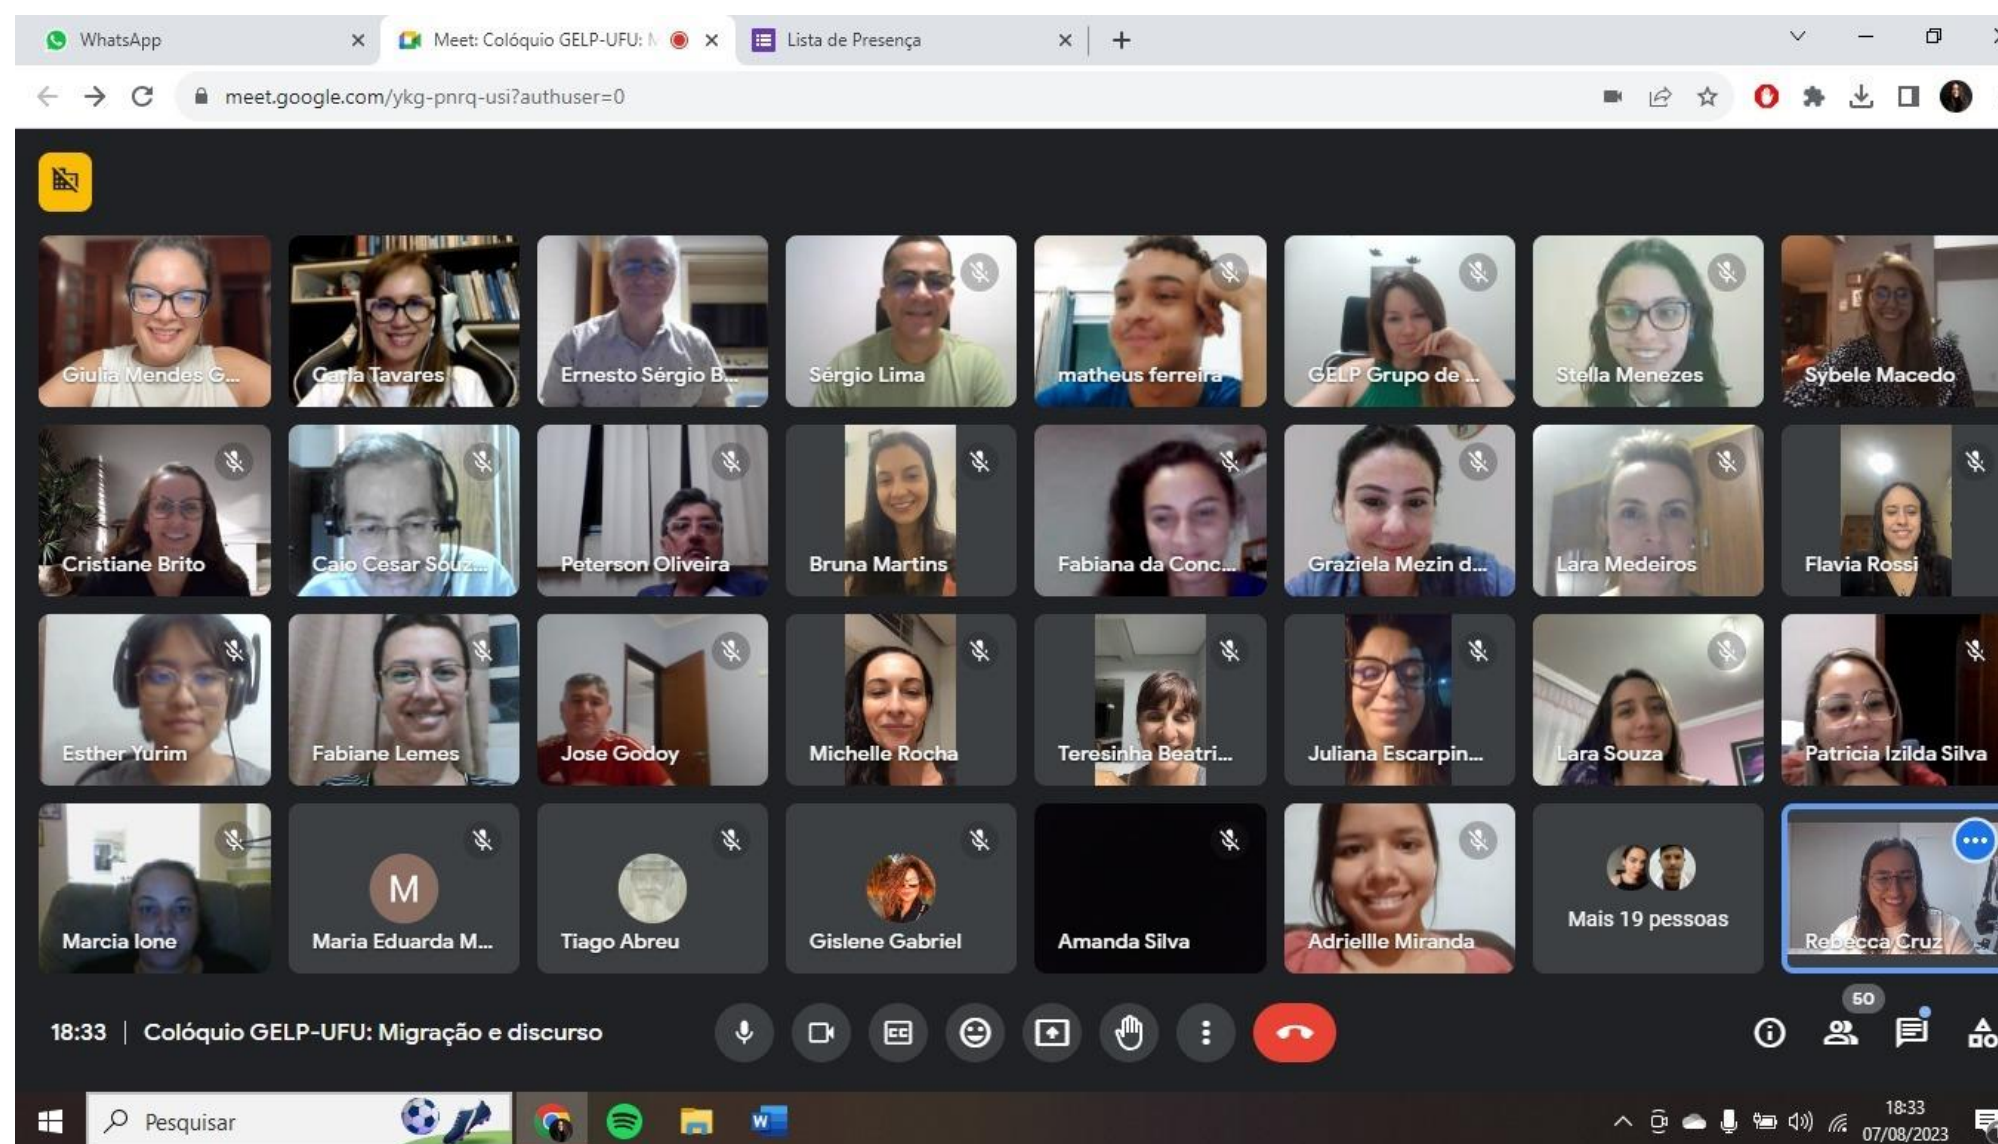 WhatsApp
Meet: Colóquio GELP-UFU: M
Lista de Presença
meet.google.com/ykg-pnrq-usi?authuser=0
Giulia Mendes G...
Carla Tavares
Ernesto Sérgio B...
Sérgio Lima
matheus ferreira
GELP Grupo de ...
Stella Menezes
Sybele Macedo
Cristiane Brito
Caio Cesar Souz...
Peterson Oliveira
Bruna Martins
Fabiana da Conc...
Graziela Mezin d...
Lara Medeiros
Flavia Rossi
Esther Yurim
Fabiane Lemes
Jose Godoy
Michelle Rocha
Teresinha Beatri...
Juliana Escarpin...
Lara Souza
Patricia Izilda Silva
Marcia Ione
M
Maria Eduarda M...
Tiago Abreu
Gislene Gabriel
Amanda Silva
Adriellle Miranda
Mais 19 pessoas
Rebecca Cruz
18:33 | Colóquio GELP-UFU: Migração e discurso
CC
50
Pesquisar
W
18:33
07/08/2023